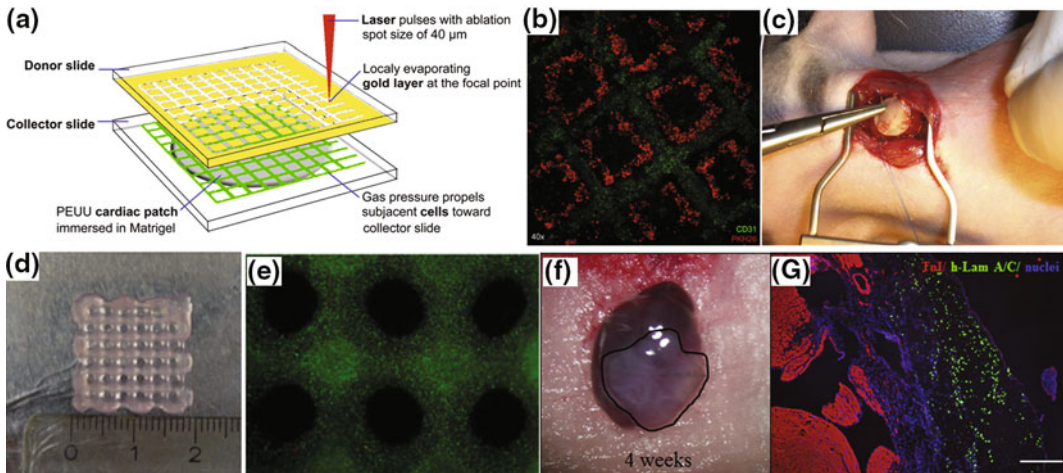 (a)
Laser pulses with ablation
spot size of 40 µm
Donor slide
Localy evaporating
gold layer at the focal point
Collector slide
PEUU cardiac patch
immersed in Matrigel
Gas pressure propels
subjacent cells toward
collector slide
(b)
40x
CD31
PKH26
(c)
(d)
0 1 2
(e)
(f)
4 weeks
(G)
TnI/ h-Lam A/C/ nuclei